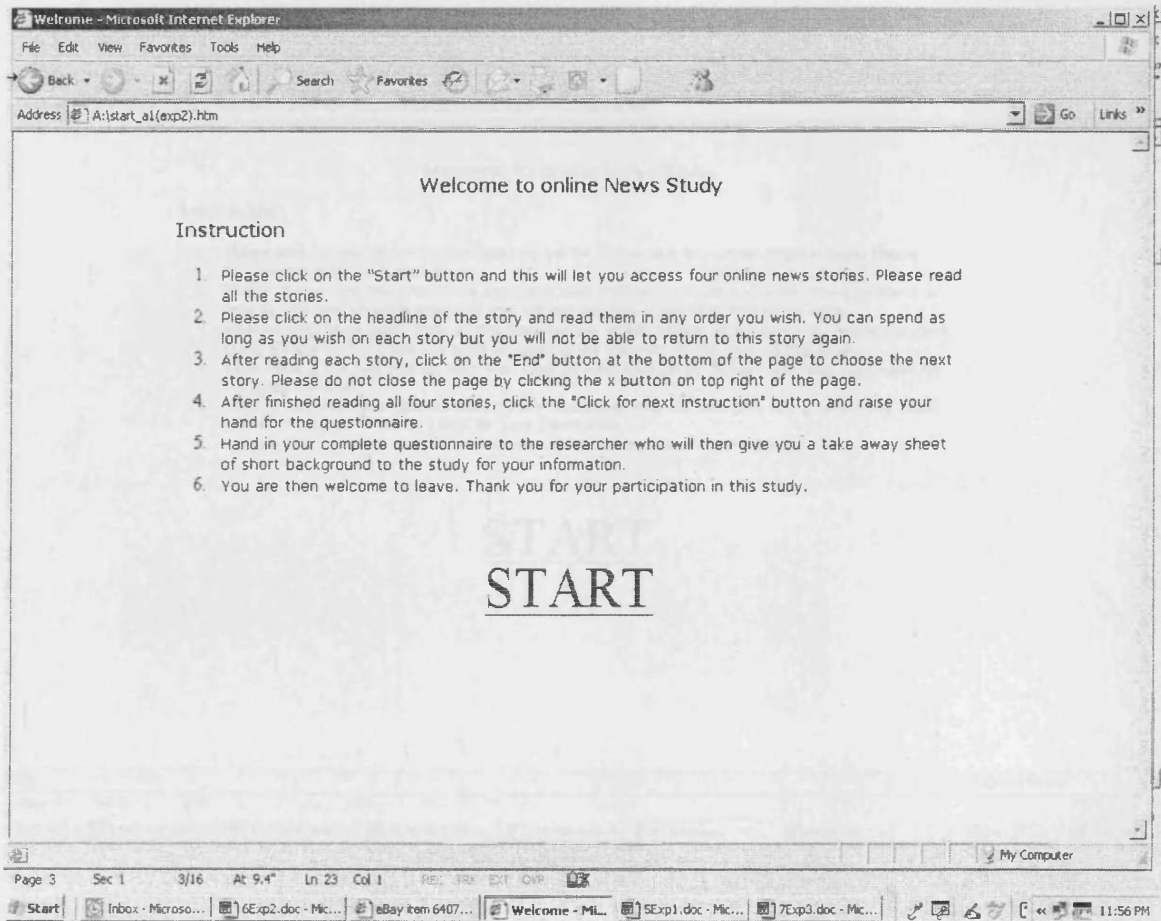 Welcome - Microsoft Internet Explorer
File Edit View Favorites Tools Help
Back Search Favorites
Address A:\start_a1(exp2).htm Go Links »
Welcome to online News Study
Instruction
1. Please click on the "Start" button and this will let you access four online news stories. Please read
all the stories.
2. Please click on the headline of the story and read them in any order you wish. You can spend as
long as you wish on each story but you will not be able to return to this story again.
3. After reading each story, click on the "End" button at the bottom of the page to choose the next
story. Please do not close the page by clicking the x button on top right of the page.
4. After finished reading all four stories, click the "Click for next instruction" button and raise your
hand for the questionnaire.
5. Hand in your complete questionnaire to the researcher who will then give you a take away sheet
of short background to the study for your information.
6. You are then welcome to leave. Thank you for your participation in this study.
START
My Computer
Page 3 Sec 1 3/16 At 9.4" Ln 23 Col 1 REC TRK EXT OVR
Start Inbox - Microso... 6Exp2.doc - Mic... eBay item 6407... Welcome - Mi... 5Exp1.doc - Mic... 7Exp3.doc - Mic... « 11:56 PM